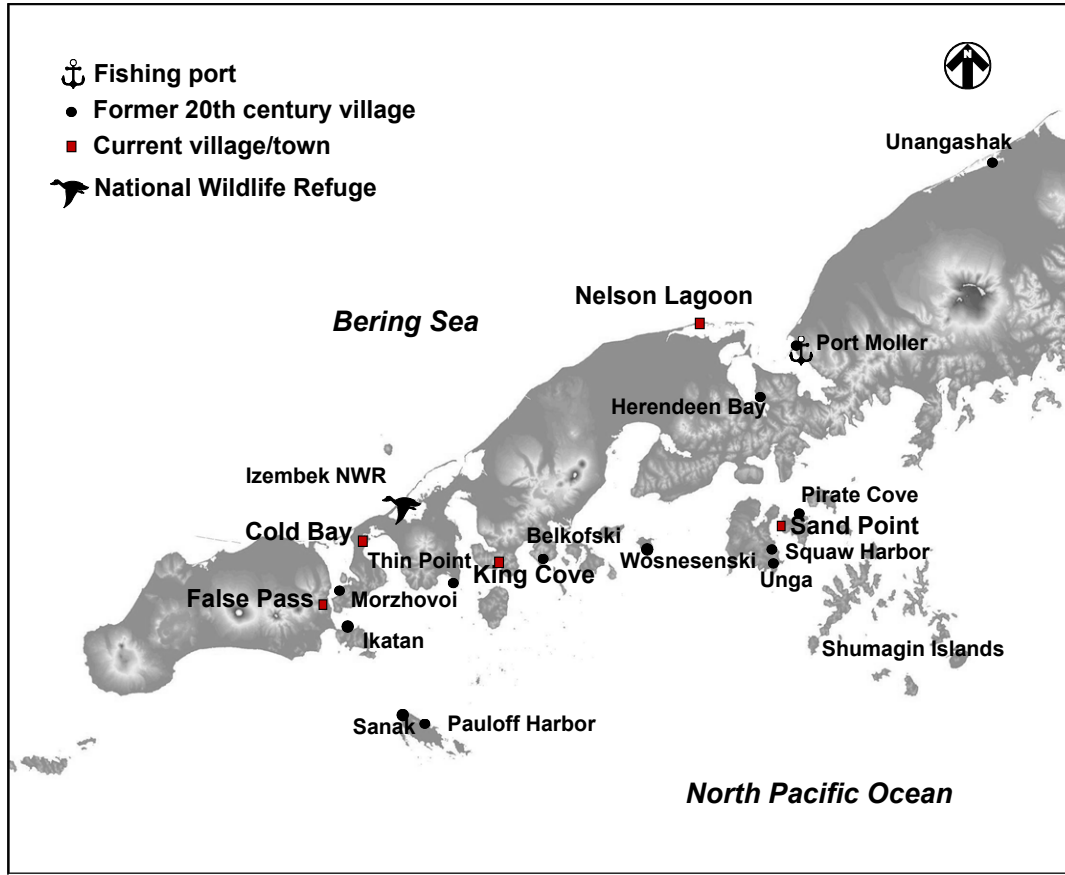 N
Fishing port
Former 20th century village
Current village/town
National Wildlife Refuge
Unangashak
Nelson Lagoon
Bering Sea
Port Moller
Herendeen Bay
Izembek NWR
Pirate Cove
Cold Bay
Sand Point
Belkofski
Thin Point
Wosnesenski
Squaw Harbor
King Cove
Unga
False Pass
Morzhovoi
Ikatan
Shumagin Islands
Sanak
Pauloff Harbor
North Pacific Ocean